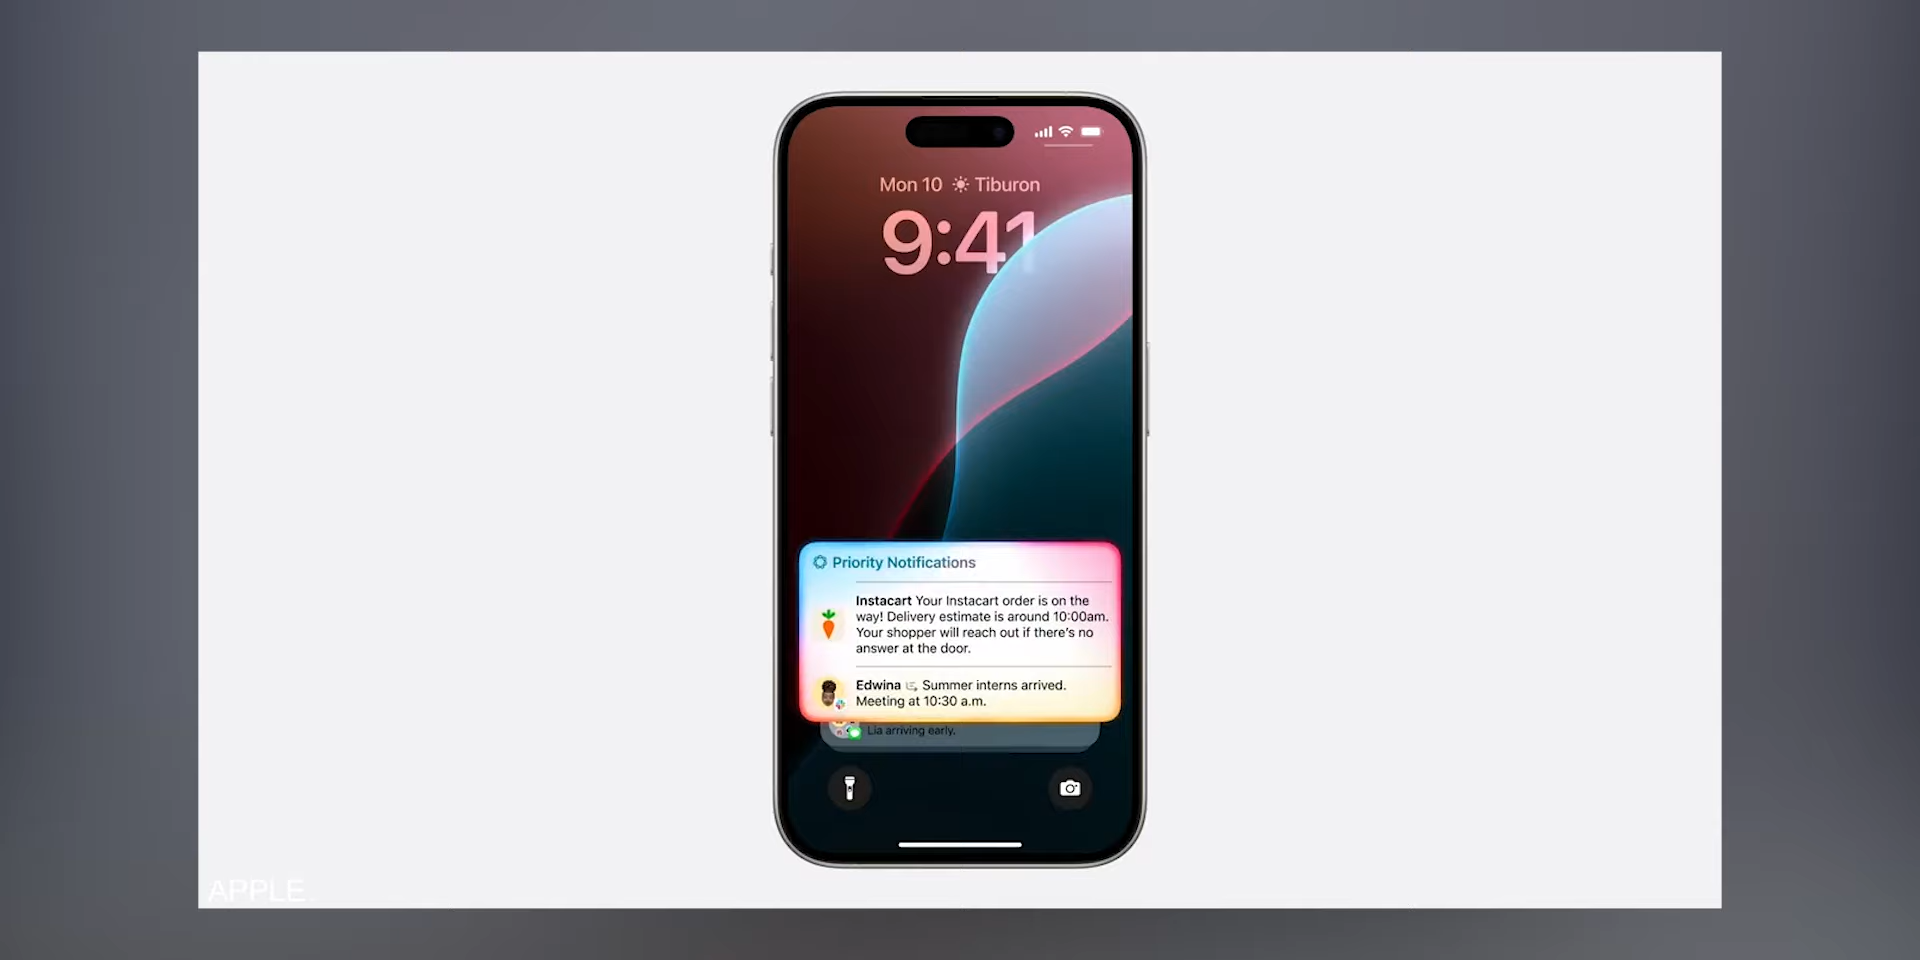 Mon 10 Tiburon
9:41
Priority Notifications
Instacart Your Instacart order is on the
way! Delivery estimate is around 10:00am.
Your shopper will reach out if there's no
answer at the door.
Edwina Summer interns arrived.
Meeting at 10:30 a.m.
Lia arriving early.
APPLE